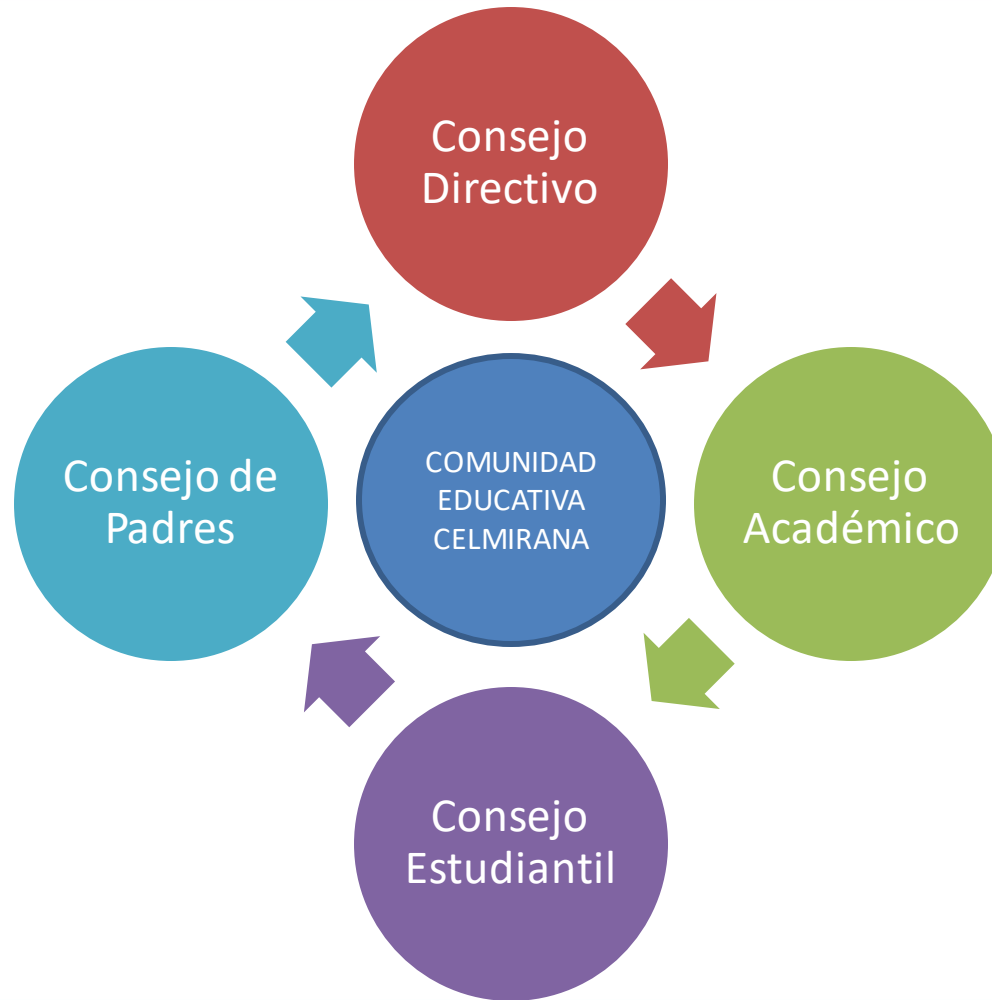 Consejo
Directivo
Consejo de
Padres
COMUNIDAD
EDUCATIVA
CELMIRANA
Consejo
Académico
Consejo
Estudiantil